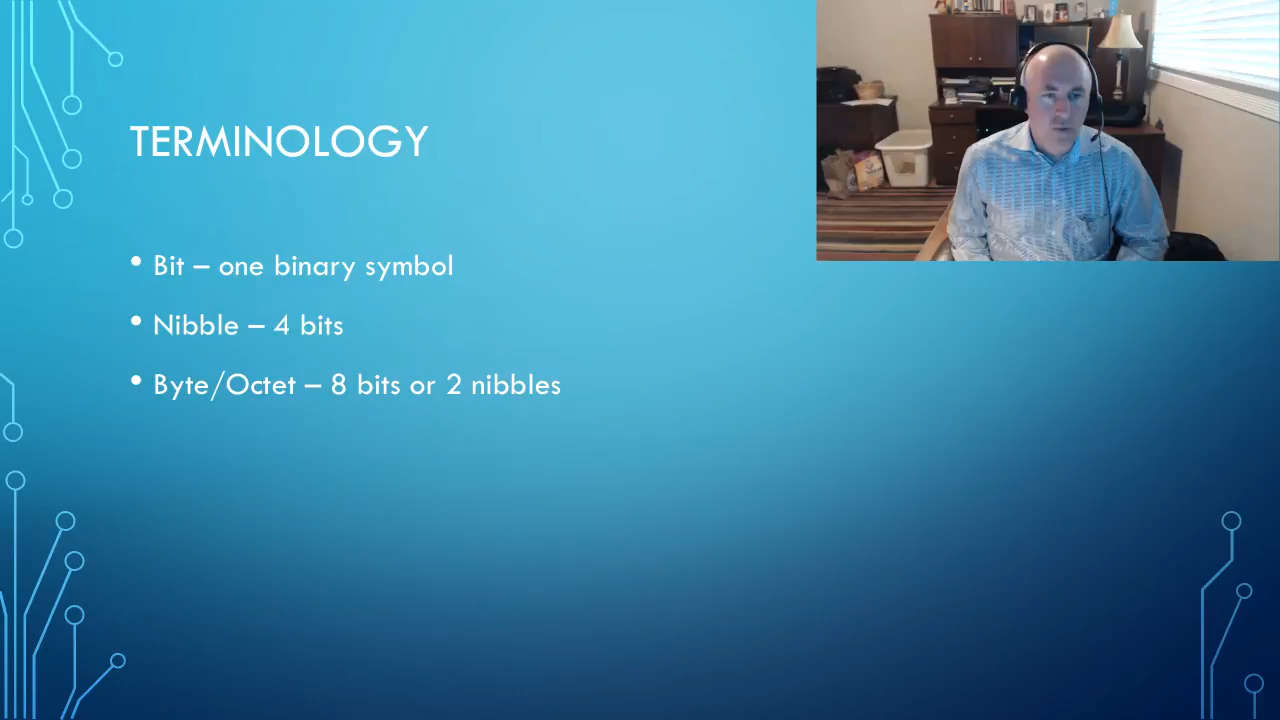 TERMINOLOGY
• Bit – one binary symbol
• Nibble – 4 bits
• Byte/Octet – 8 bits or 2 nibbles